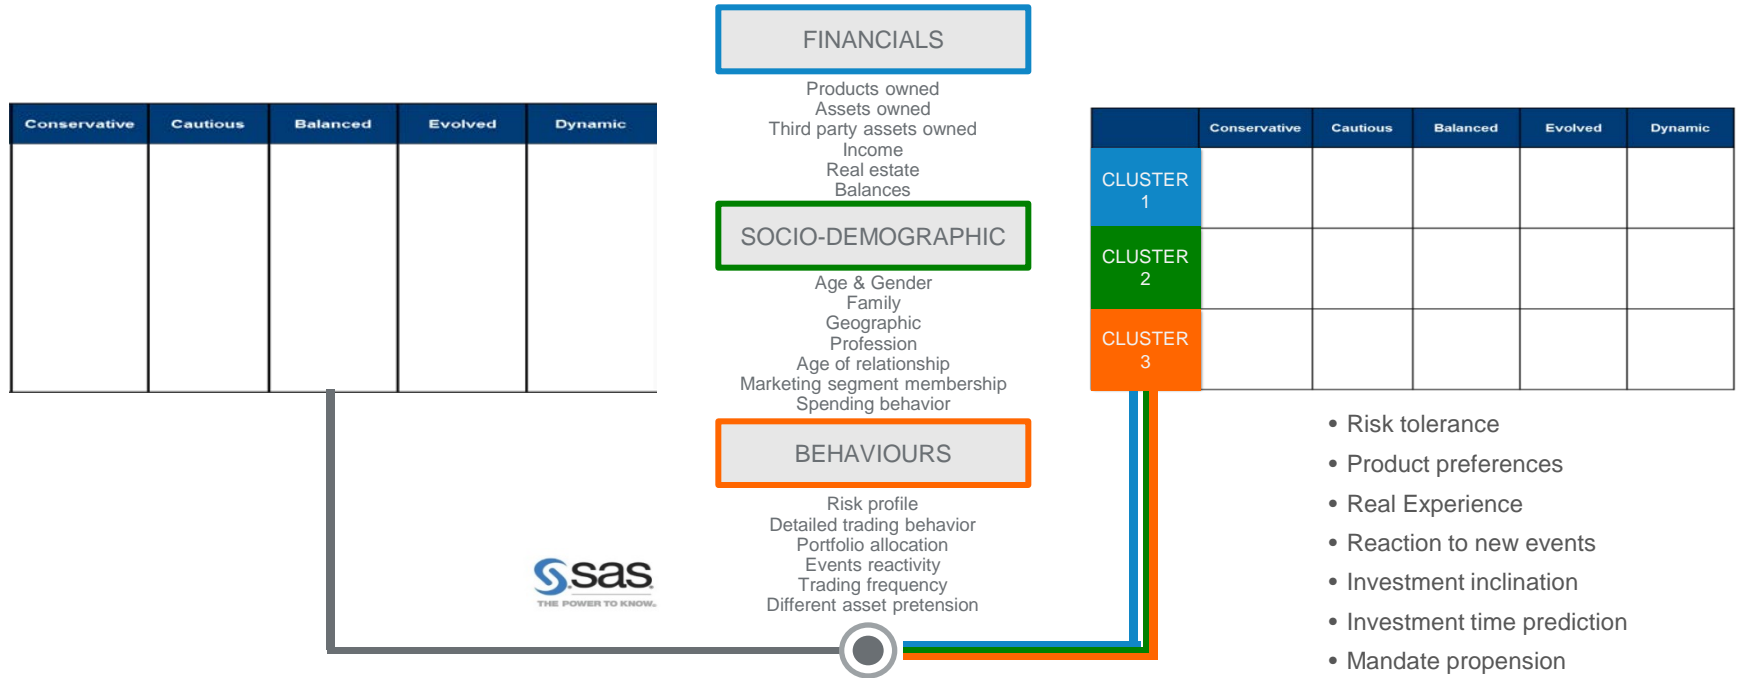 Conservative Cautious Balanced Evolved Dynamic
FINANCIALS
Products owned
Assets owned
Third party assets owned
Income
Real estate
Balances
SOCIO-DEMOGRAPHIC
Age & Gender
Family
Geographic
Profession
Age of relationship
Marketing segment membership
Spending behavior
BEHAVIOURS
Risk profile
Detailed trading behavior
Portfolio allocation
Events reactivity
Trading frequency
Different asset pretension
sas
THE POWER TO KNOW.
Conservative Cautious Balanced Evolved Dynamic
CLUSTER
1
CLUSTER
2
CLUSTER
3
• Risk tolerance
• Product preferences
• Real Experience
• Reaction to new events
• Investment inclination
• Investment time prediction
• Mandate propension